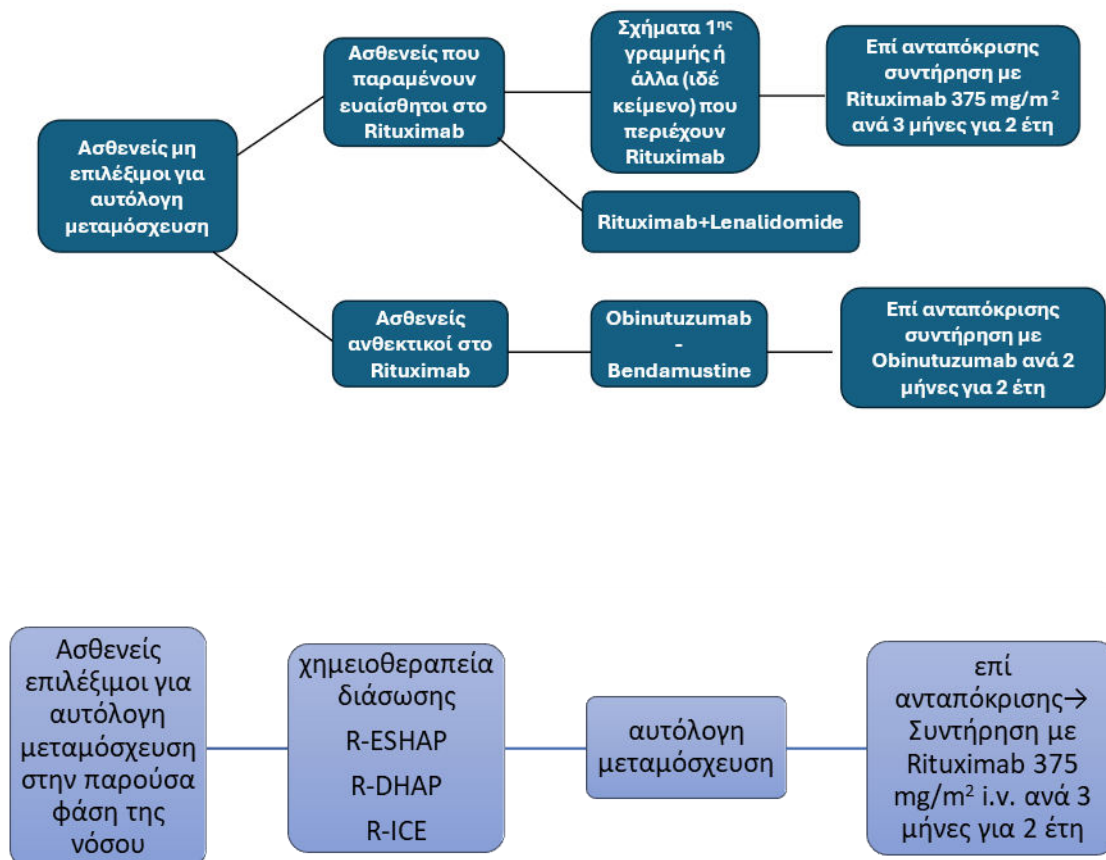 Ασθενείς μη
επιλέξιμοι για
αυτόλογη
μεταμόσχευση
Ασθενείς που
παραμένουν
ευαίσθητοι στο
Rituximab
Σχήματα 1ης
γραμμής ή
άλλα (ιδέ
κείμενο) που
περιέχουν
Rituximab
Επί ανταπόκρισης
συντήρηση με
Rituximab 375 mg/m²
ανά 3 μήνες για 2 έτη
Rituximab+Lenalidomide
Ασθενείς
ανθεκτικοί στο
Rituximab
Obinutuzumab
-
Bendamustine
Επί ανταπόκρισης
συντήρηση με
Obinutuzumab ανά 2
μήνες για 2 έτη
Ασθενείς
επιλέξιμοι για
αυτόλογη
μεταμόσχευση
στην παρούσα
φάση της
νόσου
χημειοθεραπεία
διάσωσης
R-ESHAP
R-DHAP
R-ICE
αυτόλογη
μεταμόσχευση
επί
ανταπόκρισης→
Συντήρηση με
Rituximab 375
mg/m² i.v. ανά 3
μήνες για 2 έτη